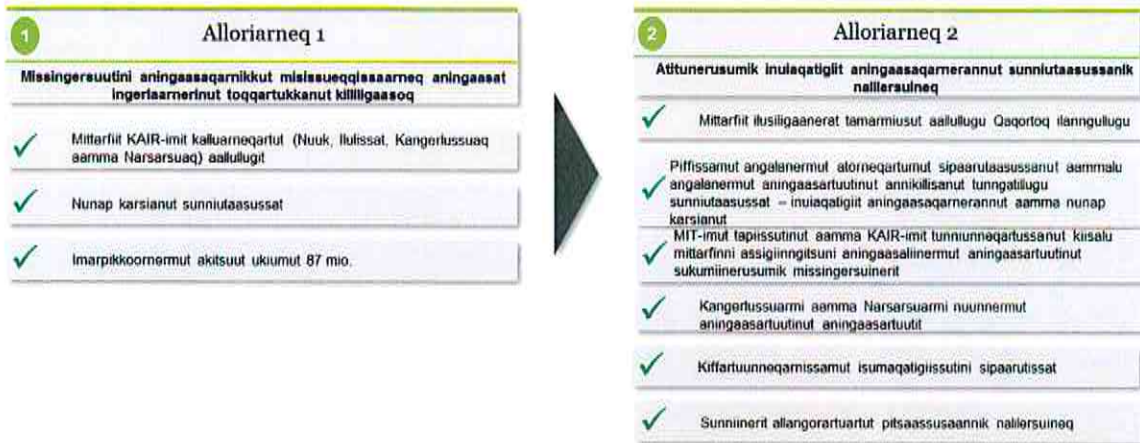 1
Alloriarneq 1
Missingersuutini aningaasaqarnikkut misissueqqissaarneq aningaasat
ingerlaarnerinut toqqartukkanut killiligaasoq
Mittarfiit KAIR-imit kalluarneqartut (Nuuk, Ilulissat, Kangerlussuaq
aamma Narsarsuaq) aallullugit
Nunap karsianut sunniutaasussat
Imarpikkoornermut akitsuut ukiumut 87 mio.
2
Alloriarneq 2
Atitunerusumik inuiaqatigiit aningaasaqarnerannut sunniutaasussanik
nalilersuineq
Mittarfiit ilusiligaanerat tamarmiusut aallullugu Qaqortoq ilanngullugu
Piffissamut angalanermut atorneqartumut sipaarutaasussanut aammalu
angalanermut aningaasartuutinut annikillisanut tunngatillugu
sunniutaasussat – inuiaqatigiit aningaasaqarnerannut aamma nunap
karsianut
MIT-imut tapiissutinut aamma KAIR-imit tunniunneqartussanut kiisalu
mittarfinni assigiinngitsuni aningaasaliinermut aningaasartuutinut
sukumiinerusumik missingersuinerit
Kangerlussuarmi aamma Narsarsuarmi nuunnermut
aningaasartuutinut aningaasartuutit
Kiffartuunneqarnissamut isumaqatigiissutini sipaarutissat
Sunniinerit allangorartuartut pitsaassusaannik nalilersuineq